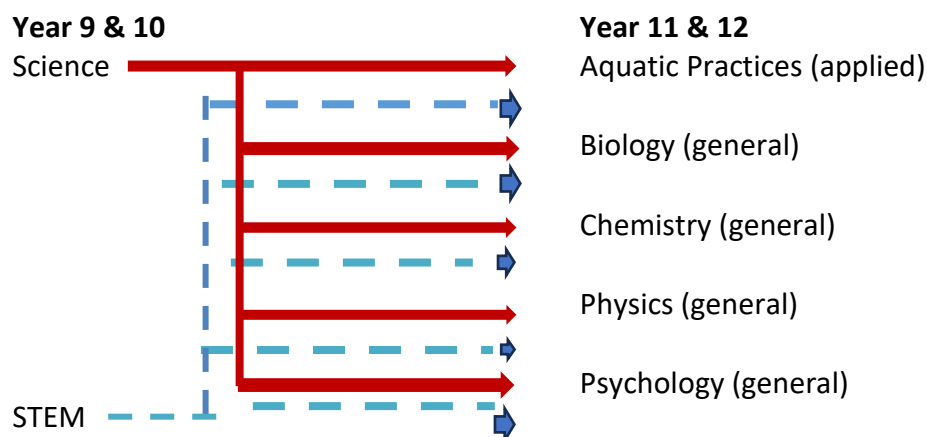 Year 9 & 10 Year 11 & 12
Science Aquatic Practices (applied)
Biology (general)
Chemistry (general)
Physics (general)
Psychology (general)
STEM